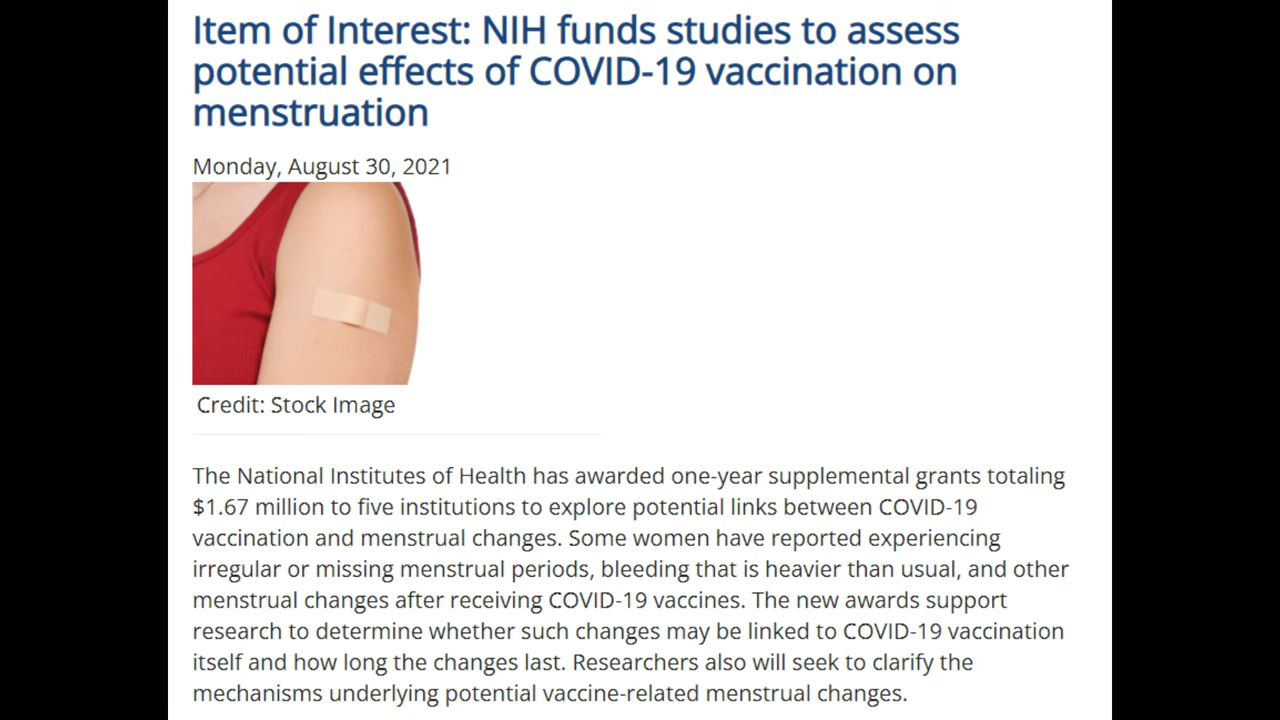 Item of Interest: NIH funds studies to assess
potential effects of COVID-19 vaccination on
menstruation
Monday, August 30, 2021
Credit: Stock Image
The National Institutes of Health has awarded one-year supplemental grants totaling
$1.67 million to five institutions to explore potential links between COVID-19
vaccination and menstrual changes. Some women have reported experiencing
irregular or missing menstrual periods, bleeding that is heavier than usual, and other
menstrual changes after receiving COVID-19 vaccines. The new awards support
research to determine whether such changes may be linked to COVID-19 vaccination
itself and how long the changes last. Researchers also will seek to clarify the
mechanisms underlying potential vaccine-related menstrual changes.